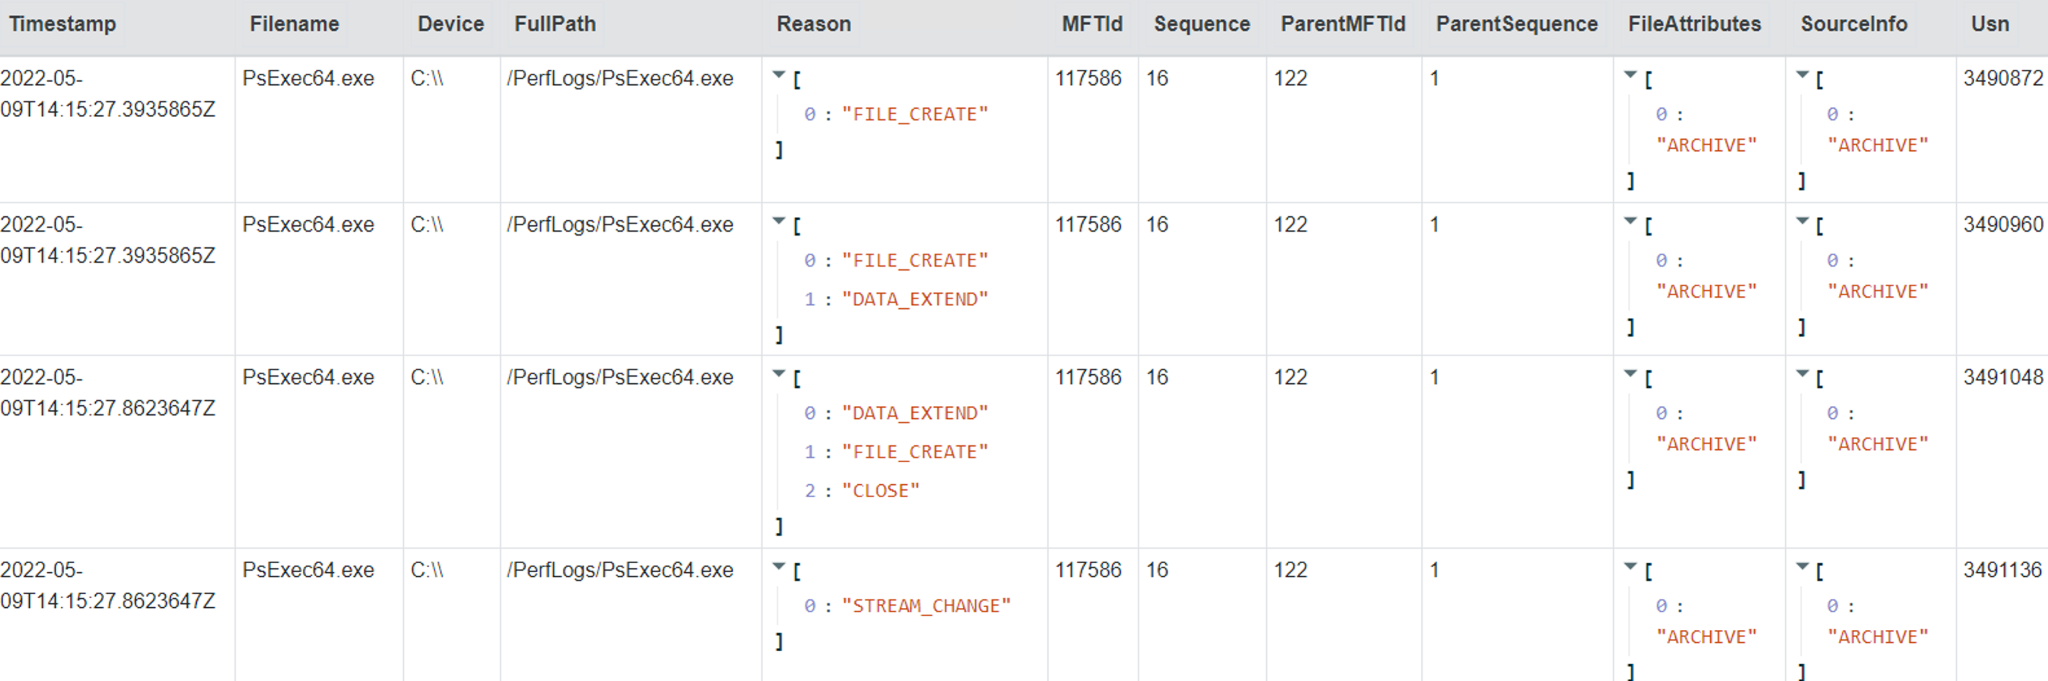 Timestamp Filename Device FullPath Reason MFTId Sequence ParentMFTId ParentSequence FileAttributes SourceInfo Usn
2022-05- PsExec64.exe C:\\ /PerfLogs/PsExec64.exe [ 117586 16 122 1 [ [ 3490872
09T14:15:27.3935865Z 0 : "FILE_CREATE" 0 : 0 :
] "ARCHIVE" "ARCHIVE"
] ]
2022-05- PsExec64.exe C:\\ /PerfLogs/PsExec64.exe [ 117586 16 122 1 [ [ 3490960
09T14:15:27.3935865Z 0 : "FILE_CREATE" 0 : 0 :
1 : "DATA_EXTEND" "ARCHIVE" "ARCHIVE"
] ] ]
2022-05- PsExec64.exe C:\\ /PerfLogs/PsExec64.exe [ 117586 16 122 1 [ [ 3491048
09T14:15:27.8623647Z 0 : "DATA_EXTEND" 0 : 0 :
1 : "FILE_CREATE" "ARCHIVE" "ARCHIVE"
2 : "CLOSE" ] ]
]
2022-05- PsExec64.exe C:\\ /PerfLogs/PsExec64.exe [ 117586 16 122 1 [ [ 3491136
09T14:15:27.8623647Z 0 : "STREAM_CHANGE" 0 : 0 :
] "ARCHIVE" "ARCHIVE"
] ]